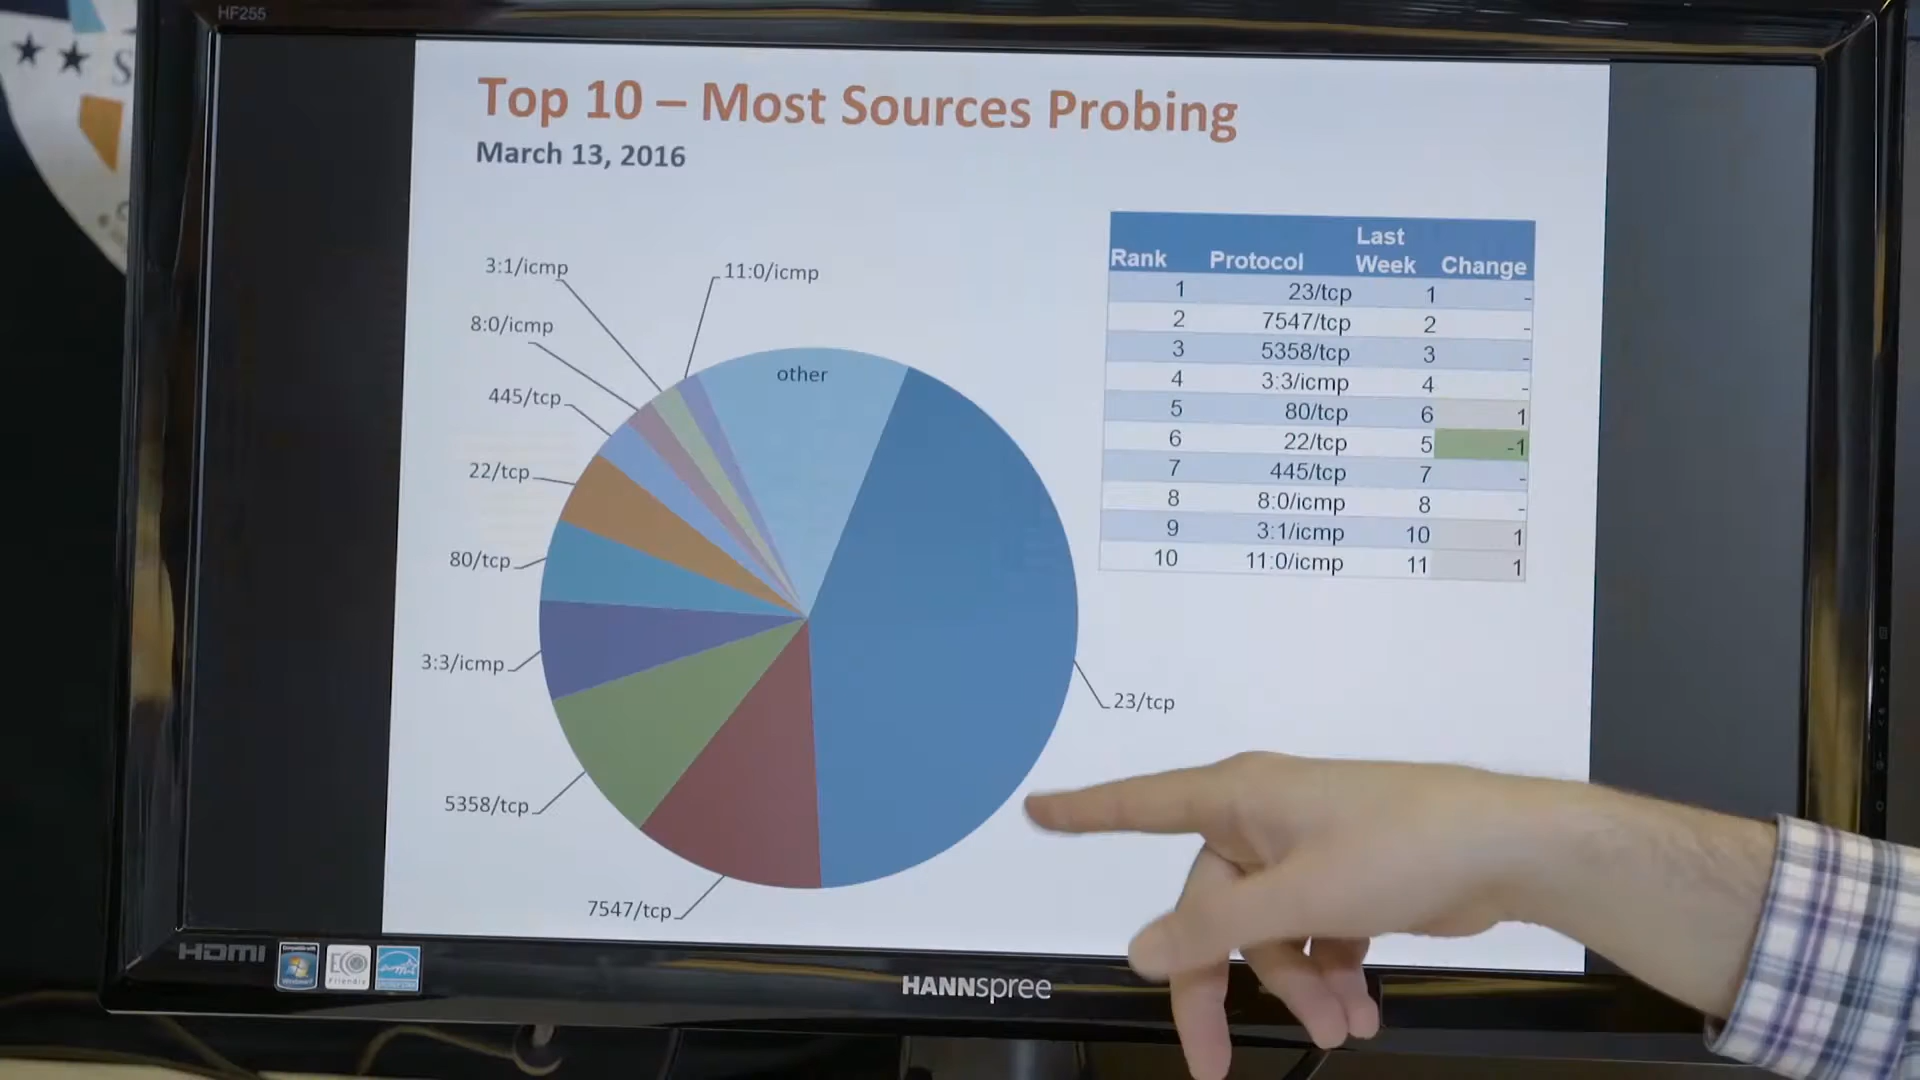 HF255
S
Top 10 – Most Sources Probing
March 13, 2016
3:1/icmp
11:0/icmp
8:0/icmp
other
445/tcp
22/tcp
80/tcp
3:3/icmp
23/tcp
5358/tcp
7547/tcp
Rank Protocol Last Week Change
1 23/tcp 1 -
2 7547/tcp 2 -
3 5358/tcp 3 -
4 3:3/icmp 4 -
5 80/tcp 6 1
6 22/tcp 5 -1
7 445/tcp 7 -
8 8:0/icmp 8 -
9 3:1/icmp 10 1
10 11:0/icmp 11 1
HDMI
ECO
Friendly
HANNspree